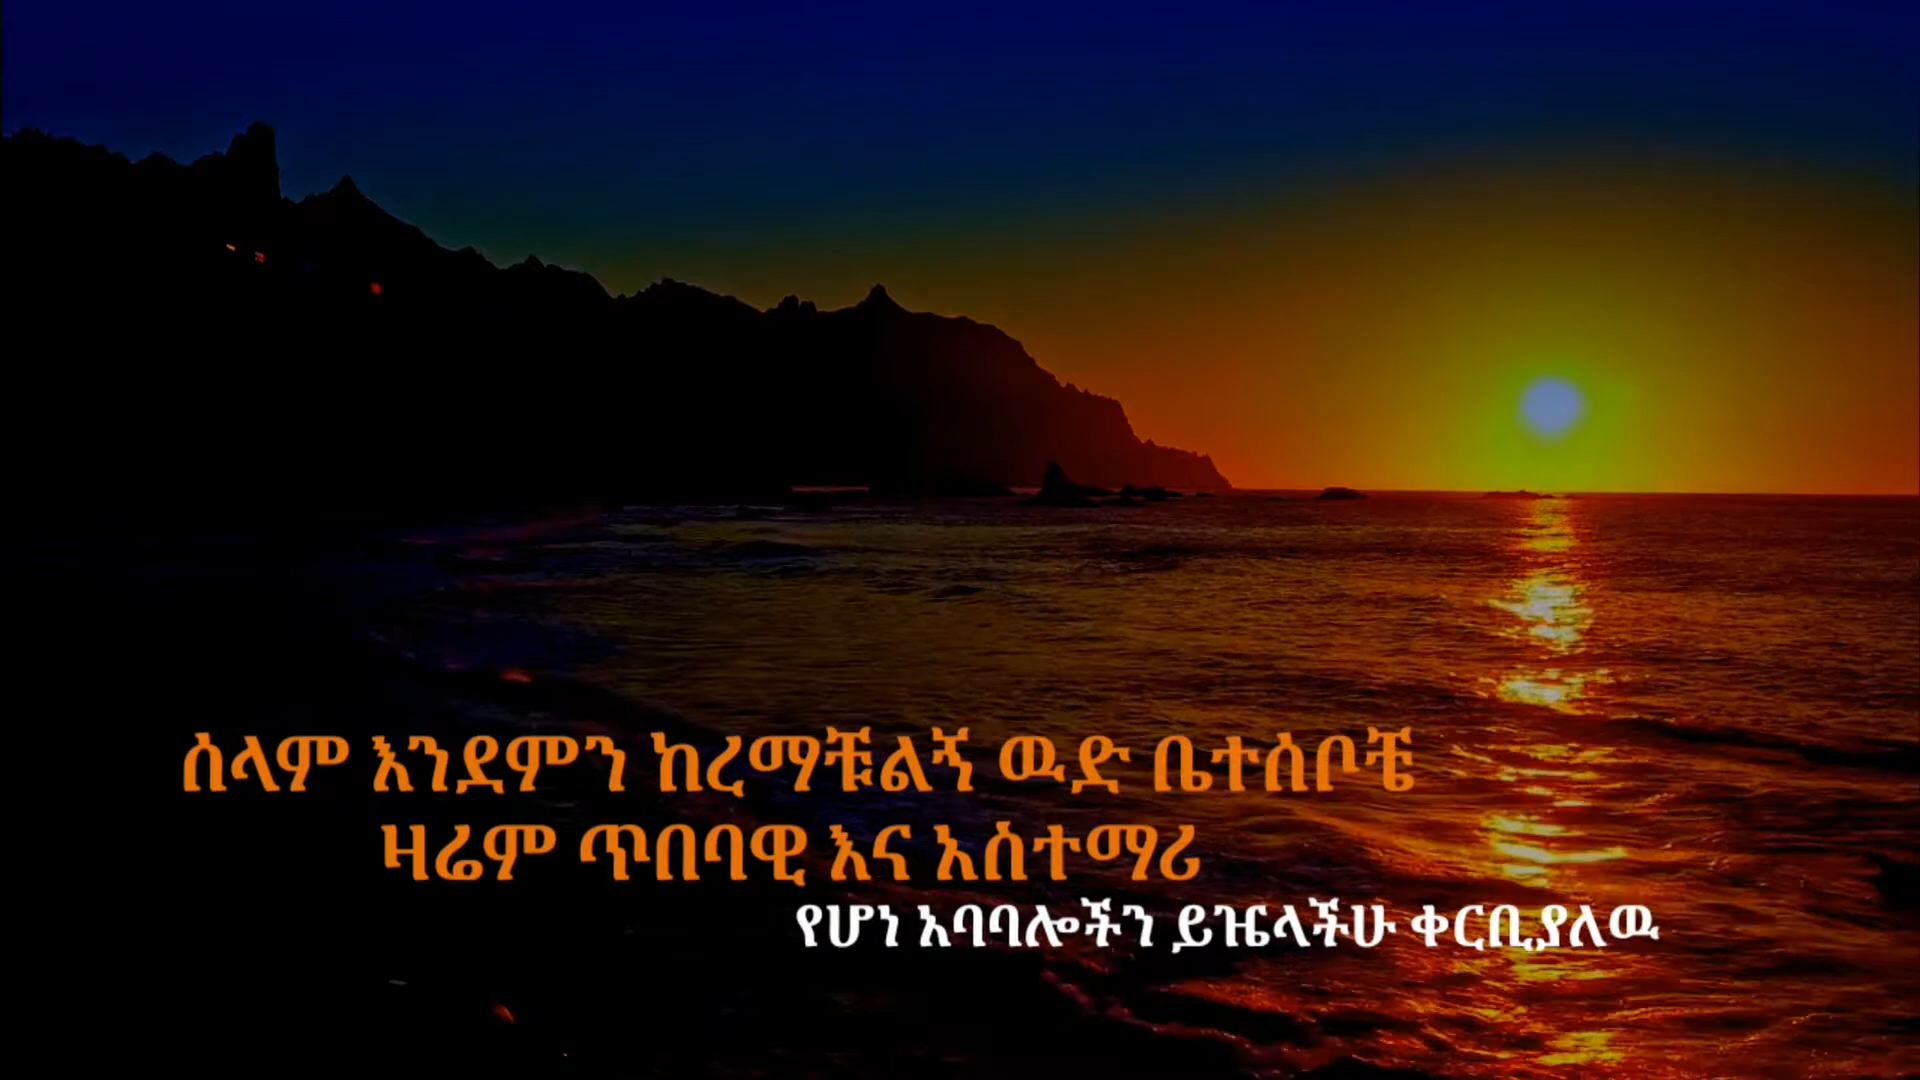 ሰላም እንደምን ከረማቹልኝ ዉድ ቤተሰቦቼ
ዛሬም ጥበባዊ እና አስተማሪ
የሆነ አባባሎችን ይዤላችሁ ቀርቢያለዉ